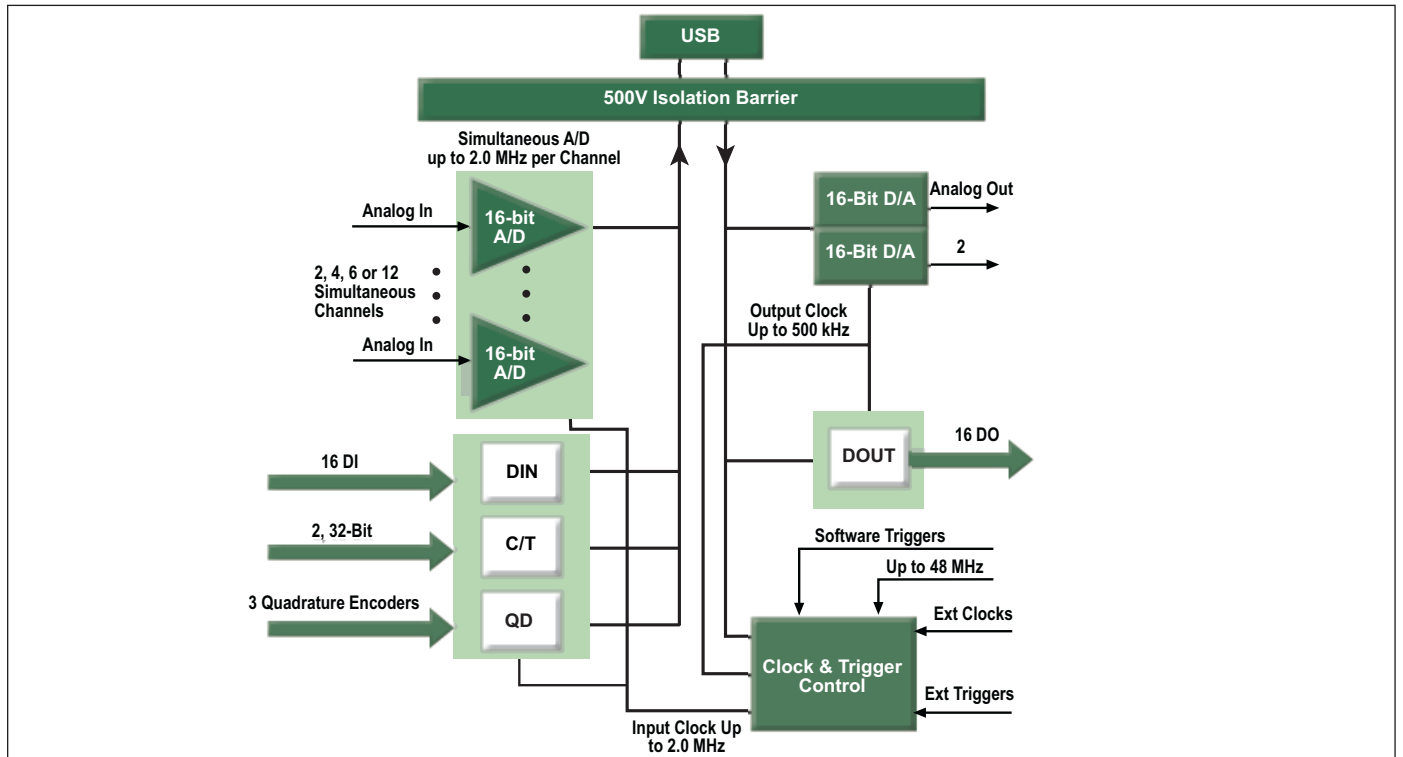 USB
500V Isolation Barrier
Simultaneous A/D
up to 2.0 MHz per Channel
Analog In
16-bit
A/D
2, 4, 6 or 12
Simultaneous
Channels
Analog In
16-bit
A/D
16-Bit D/A
Analog Out
16-Bit D/A
2
Output Clock
Up to 500 kHz
16 DI
DIN
2, 32-Bit
C/T
3 Quadrature Encoders
QD
DOUT
16 DO
Software Triggers
Up to 48 MHz
Ext Clocks
Clock & Trigger
Control
Ext Triggers
Input Clock Up
to 2.0 MHz